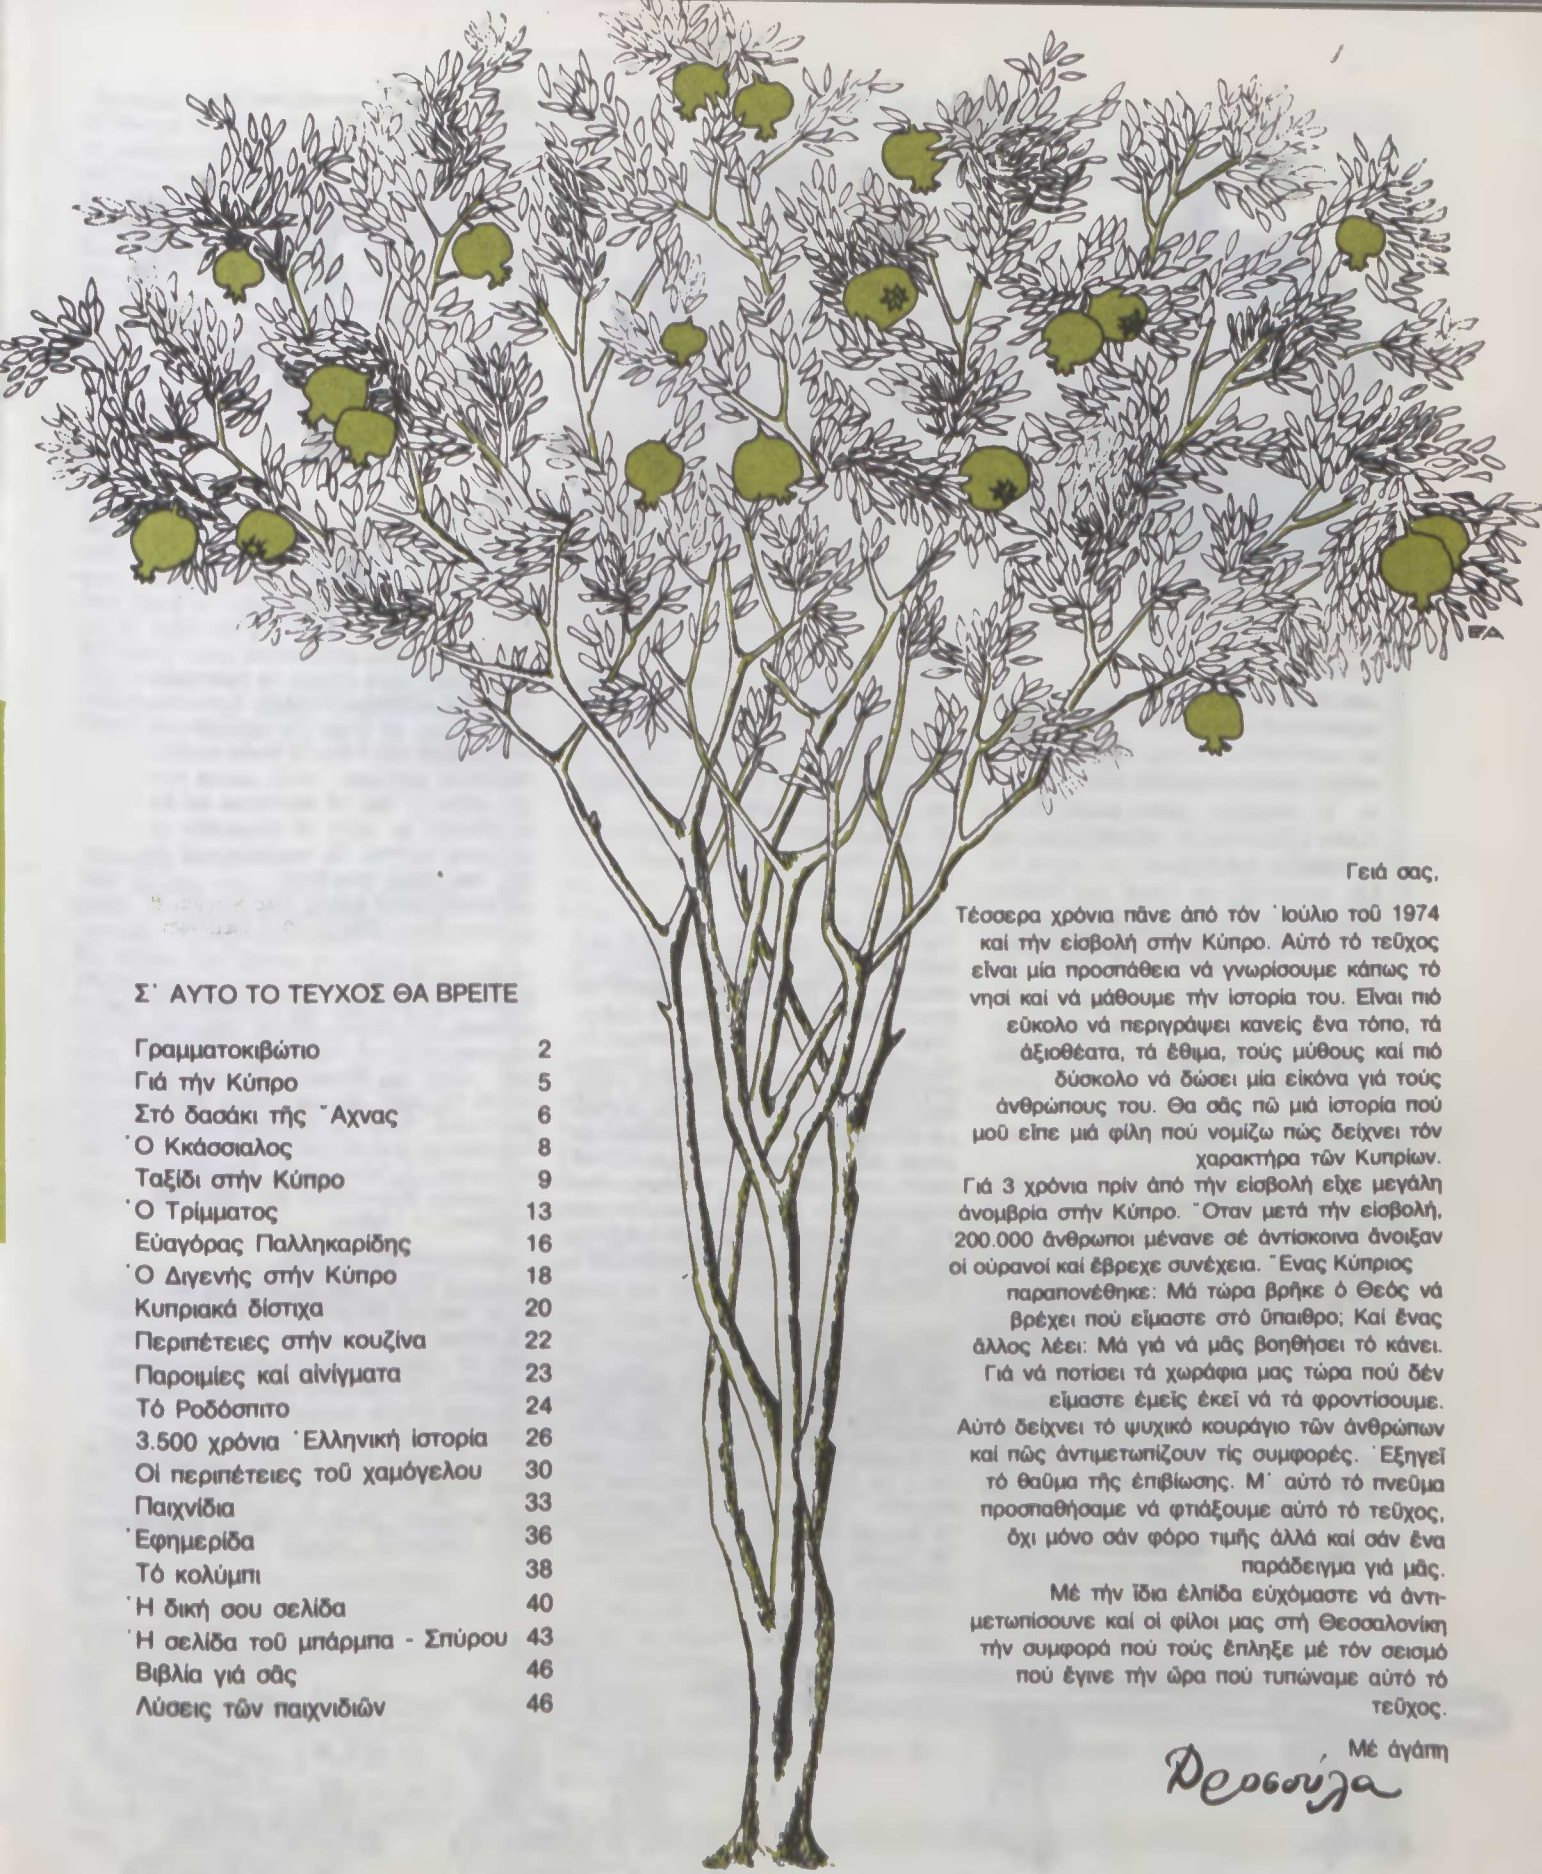 ΕΔ
Σ᾿ ΑΥΤΟ ΤΟ ΤΕΥΧΟΣ ΘΑ ΒΡΕΙΤΕ
Γραμματοκιβώτιο 2
Γιά τήν Κύπρο 5
Στό δασάκι τῆς Ἄχνας 6
Ὁ Κκάσσιαλος 8
Ταξίδι στήν Κύπρο 9
Ὁ Τρίμματος 13
Εὐαγόρας Παλληκαρίδης 16
Ὁ Διγενής στήν Κύπρο 18
Κυπριακά δίστιχα 20
Περιπέτειες στήν κουζίνα 22
Παροιμίες καί αἰνίγματα 23
Τό Ροδόσπιτο 24
3.500 χρόνια Ἑλληνική ἱστορία 26
Οἱ περιπέτειες τοῦ χαμόγελου 30
Παιχνίδια 33
Ἐφημερίδα 36
Τό κολύμπι 38
Ἡ δική σου σελίδα 40
Ἡ σελίδα τοῦ μπάρμπα - Σπύρου 43
Βιβλία γιά σᾶς 46
Λύσεις τῶν παιχνιδιῶν 46
Γειά σας,
Τέσσερα χρόνια πᾶνε ἀπό τόν Ἰούλιο τοῦ 1974
καί τήν εἰσβολή στήν Κύπρο. Αὐτό τό τεῦχος
εἶναι μία προσπάθεια νά γνωρίσουμε κάπως τό
νησί καί νά μάθουμε τήν ἱστορία του. Εἶναι πιό
εὔκολο νά περιγράψει κανείς ἕνα τόπο, τά
ἀξιοθέατα, τά ἔθιμα, τούς μύθους καί πιό
δύσκολο νά δώσει μία εἰκόνα γιά τούς
ἀνθρώπους του. Θα σᾶς πῶ μιά ἱστορία πού
μοῦ εἶπε μιά φίλη πού νομίζω πώς δείχνει τόν
χαρακτήρα τῶν Κυπρίων.
Γιά 3 χρόνια πρίν ἀπό τήν εἰσβολή εἶχε μεγάλη
ἀνομβρία στήν Κύπρο. Ὅταν μετά τήν εἰσβολή,
200.000 ἄνθρωποι μένανε σέ ἀντίσκοινα ἄνοιξαν
οἱ οὐρανοί καί ἔβρεχε συνέχεια. Ἕνας Κύπριος
παραπονέθηκε: Μά τώρα βρῆκε ὁ Θεός νά
βρέχει πού εἴμαστε στό ὕπαιθρο; Καί ἕνας
ἄλλος λέει: Μά γιά νά μᾶς βοηθήσει τό κάνει.
Γιά νά ποτίσει τά χωράφια μας τώρα πού δέν
εἴμαστε ἐμεῖς ἐκεῖ νά τά φροντίσουμε.
Αὐτό δείχνει τό ψυχικό κουράγιο τῶν ἀνθρώπων
καί πῶς ἀντιμετωπίζουν τίς συμφορές. Ἐξηγεῖ
τό θαῦμα τῆς ἐπιβίωσης. Μ᾿ αὐτό τό πνεῦμα
προσπαθήσαμε νά φτιάξουμε αὐτό τό τεῦχος,
ὄχι μόνο σάν φόρο τιμῆς ἀλλά καί σάν ἕνα
παράδειγμα γιά μᾶς.
Μέ τήν ἴδια ἐλπίδα εὐχόμαστε νά ἀντι-
μετωπίσουνε καί οἱ φίλοι μας στή Θεσσαλονίκη
τήν συμφορά πού τούς ἔπληξε μέ τόν σεισμό
πού ἔγινε τήν ὥρα πού τυπώναμε αὐτό τό
τεῦχος.
Μέ ἀγάπη
Δροσούλα